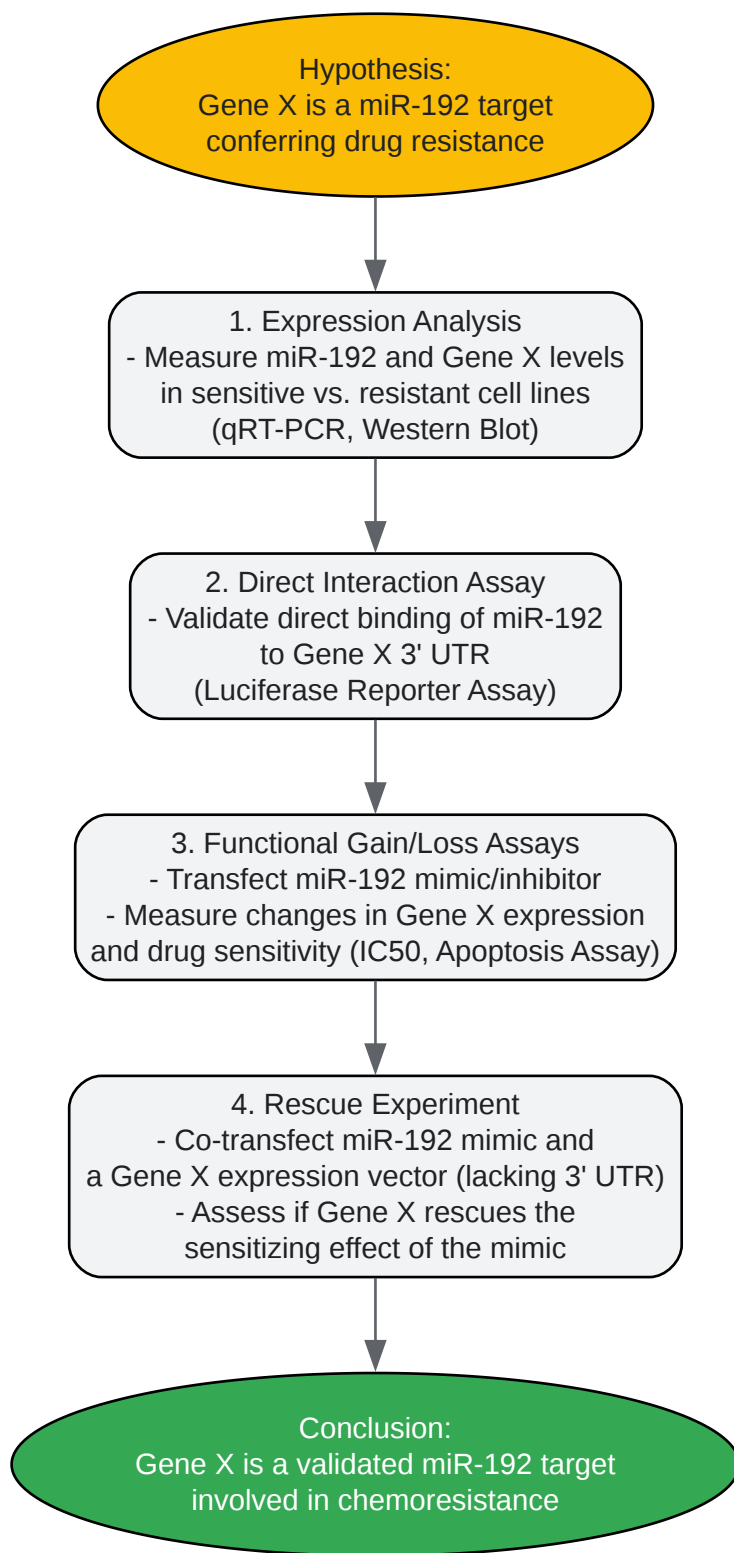 Hypothesis:
Gene X is a miR-192 target
conferring drug resistance
1. Expression Analysis
- Measure miR-192 and Gene X levels
in sensitive vs. resistant cell lines
(qRT-PCR, Western Blot)
2. Direct Interaction Assay
- Validate direct binding of miR-192
to Gene X 3' UTR
(Luciferase Reporter Assay)
3. Functional Gain/Loss Assays
- Transfect miR-192 mimic/inhibitor
- Measure changes in Gene X expression
and drug sensitivity (IC50, Apoptosis Assay)
4. Rescue Experiment
- Co-transfect miR-192 mimic and
a Gene X expression vector (lacking 3' UTR)
- Assess if Gene X rescues the
sensitizing effect of the mimic
Conclusion:
Gene X is a validated miR-192 target
involved in chemoresistance